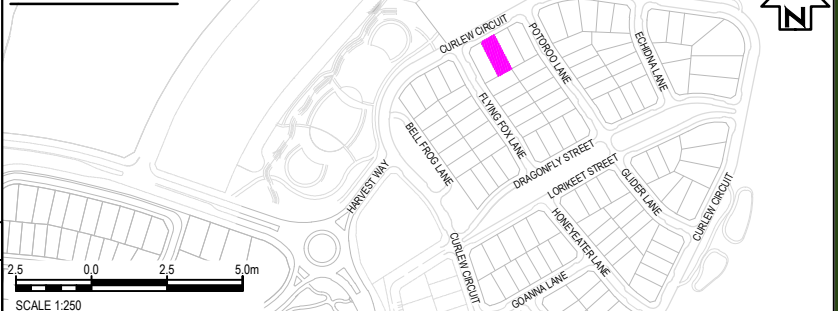 CURLEW CIRCUIT
POTOROO LANE
ECHIDNA LANE
N
FLYING FOX LANE
BELL FROG LANE
DRAGONFLY STREET
HARVEST WAY
LORIKEET STREET
GLIDER LANE
CURLEW CIRCUIT
HONEYEATER LANE
CURLEW CIRCUIT
GOANNA LANE
2.5 0.0 2.5 5.0m
SCALE 1:250